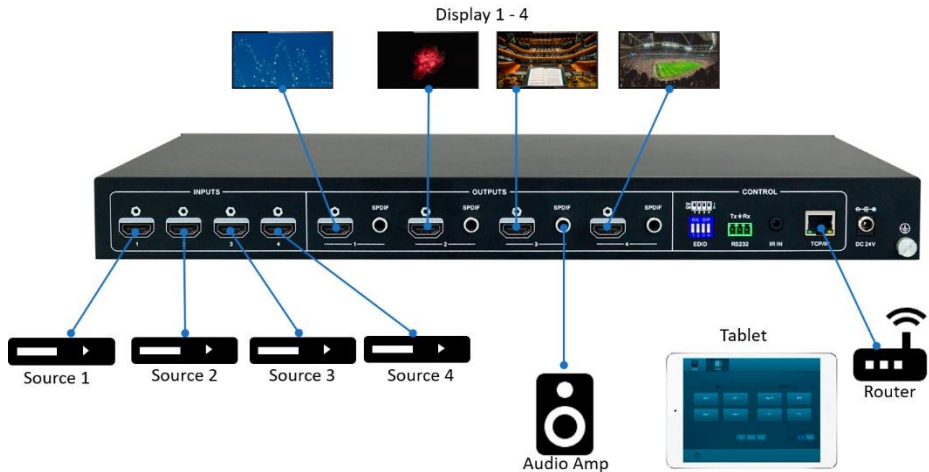 Display 1 - 4
INPUTS
OUTPUTS
CONTROL
SPDIF
SPDIF
SPDIF
SPDIF
Tx Rx
1
2
3
4
1
2
3
4
EDID
RS232
IR IN
DC 24V
Source 1
Source 2
Source 3
Source 4
Audio Amp
Tablet
Router